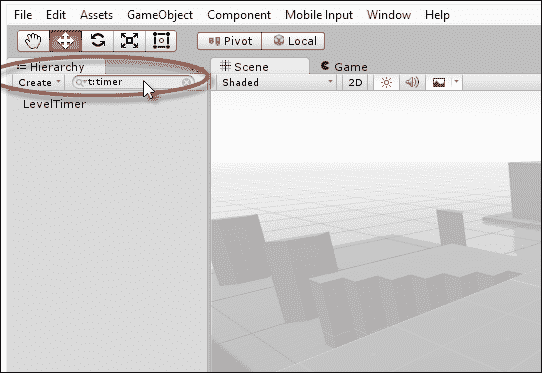 File Edit Assets GameObject Component Mobile Input Window Help
Pivot Local
Hierarchy Scene Game
Create t:timer Shaded 2D
LevelTimer